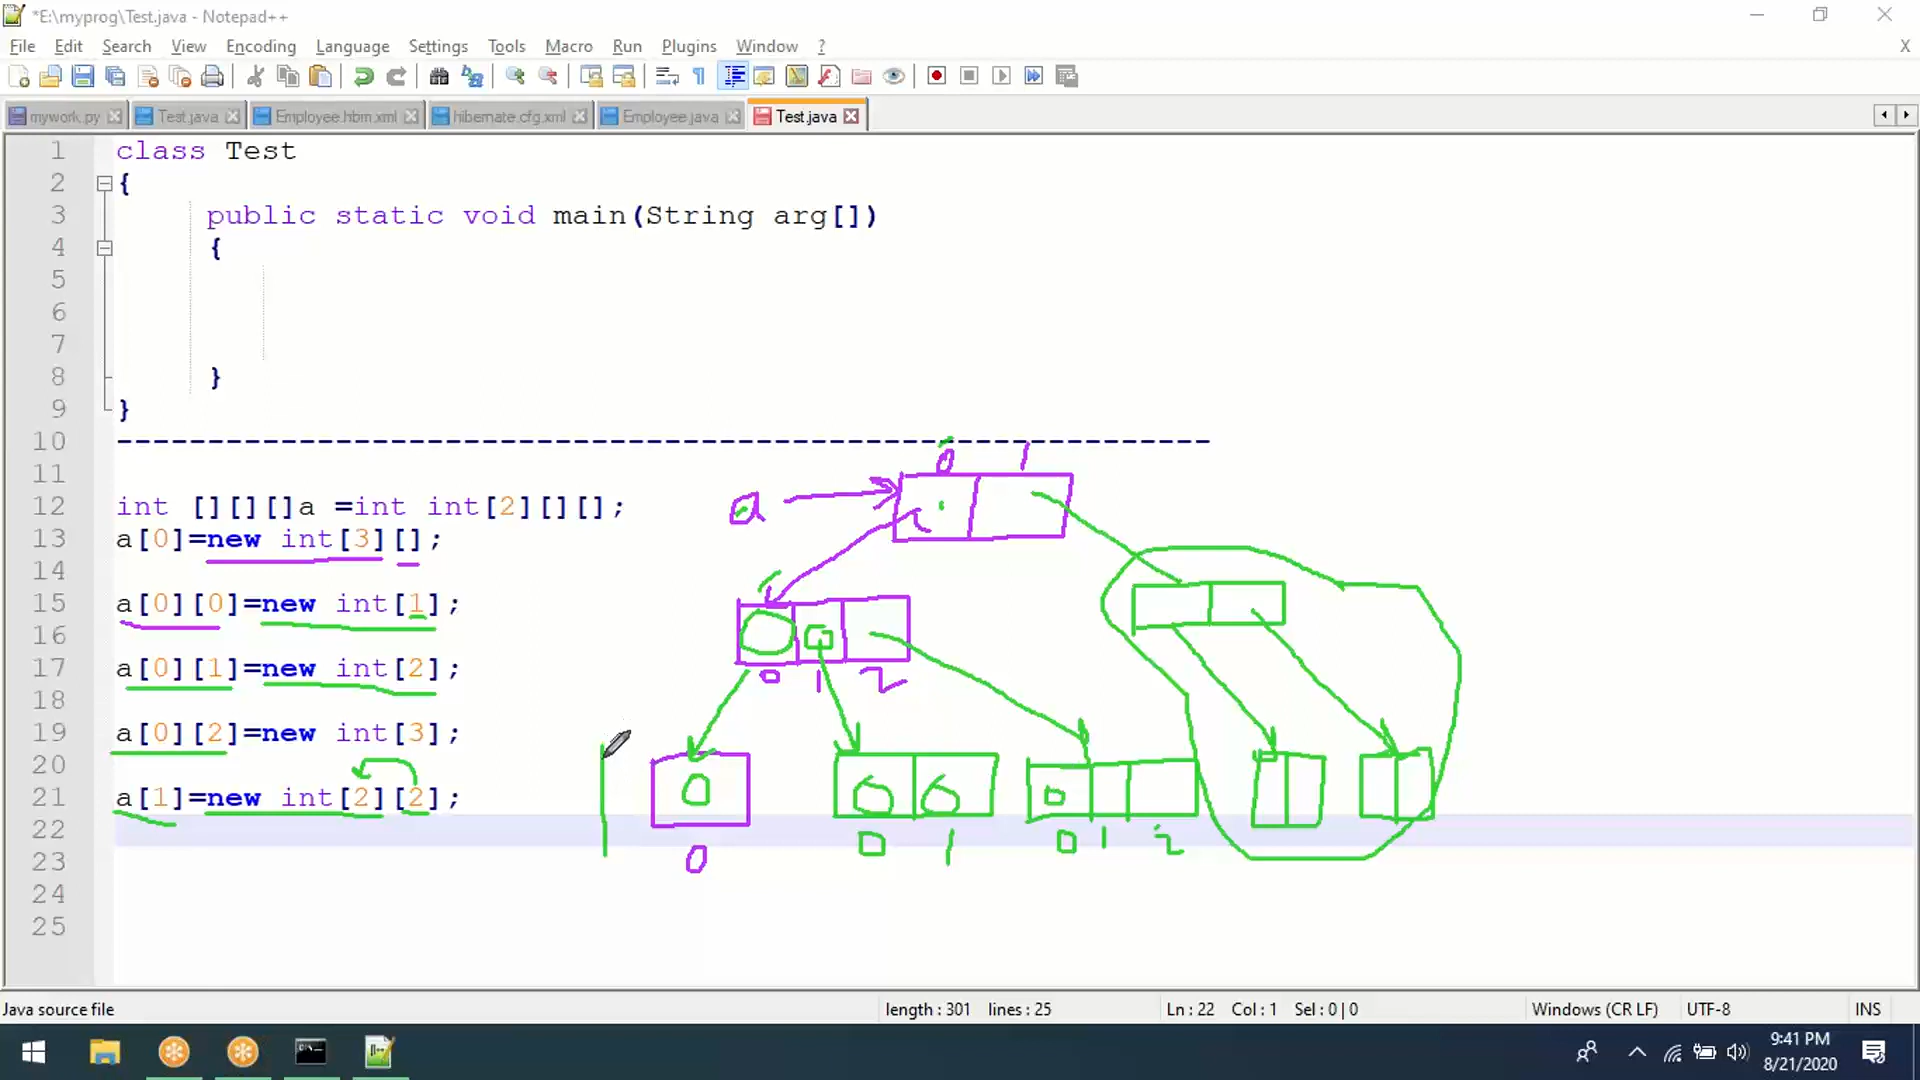 *E:\myprog\Test.java - Notepad++
File Edit Search View Encoding Language Settings Tools Macro Run Plugins Window ? X
mywork.py Test.java Employee.hbm.xml hibernate.cfg.xml Employee.java Test.java
1 class Test
2 {
3 public static void main(String arg[])
4 {
5
6
7
8 }
9 }
10 -------------------------------------------------------------
11
0 1
12 int [][][]a =int int[2][][];
a
13 a[0]=new int[3][];
14
15 a[0][0]=new int[1];
16
17 a[0][1]=new int[2];
0 1 2
18
19 a[0][2]=new int[3];
20
21 a[1]=new int[2][2];
0 0
22
0 0 1 0 1 2
23
24
25
Java source file length : 301 lines : 25 Ln : 22 Col : 1 Sel : 0 | 0 Windows (CR LF) UTF-8 INS
9:41 PM
8/21/2020